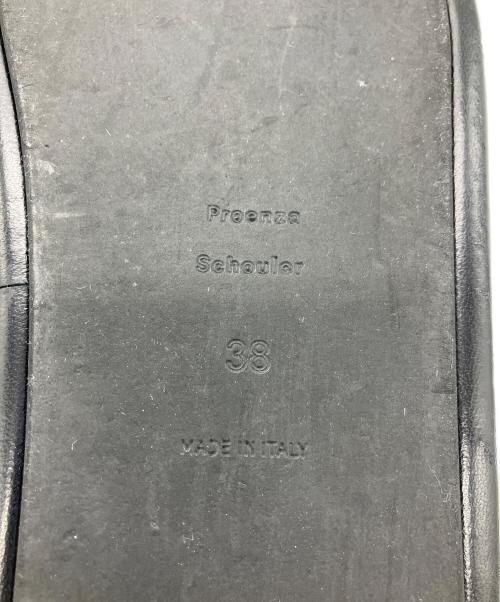 Proenza
Schouler
38
MADE IN ITALY